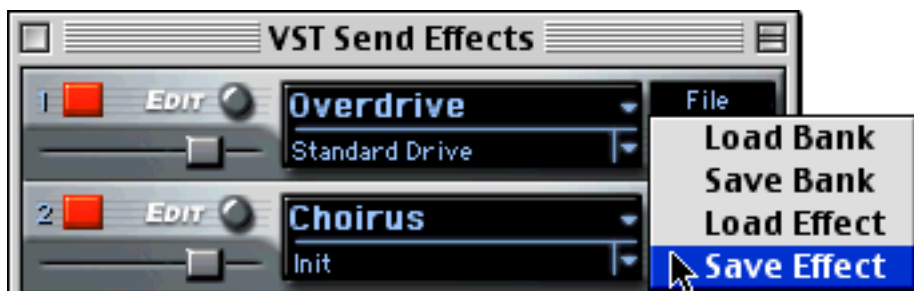 VST Send Effects
1 EDIT Overdrive File
Standard Drive
Load Bank
Save Bank
2 EDIT Choirus
Load Effect
Init
Save Effect